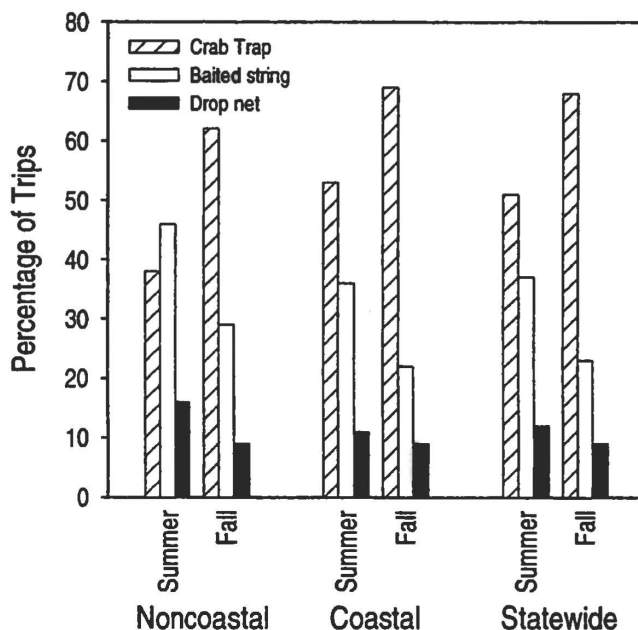 80
70
60
50
40
30
20
10
0
Percentage of Trips
Crab Trap
Baited string
Drop net
Summer
Fall
Summer
Fall
Summer
Fall
Noncoastal
Coastal
Statewide